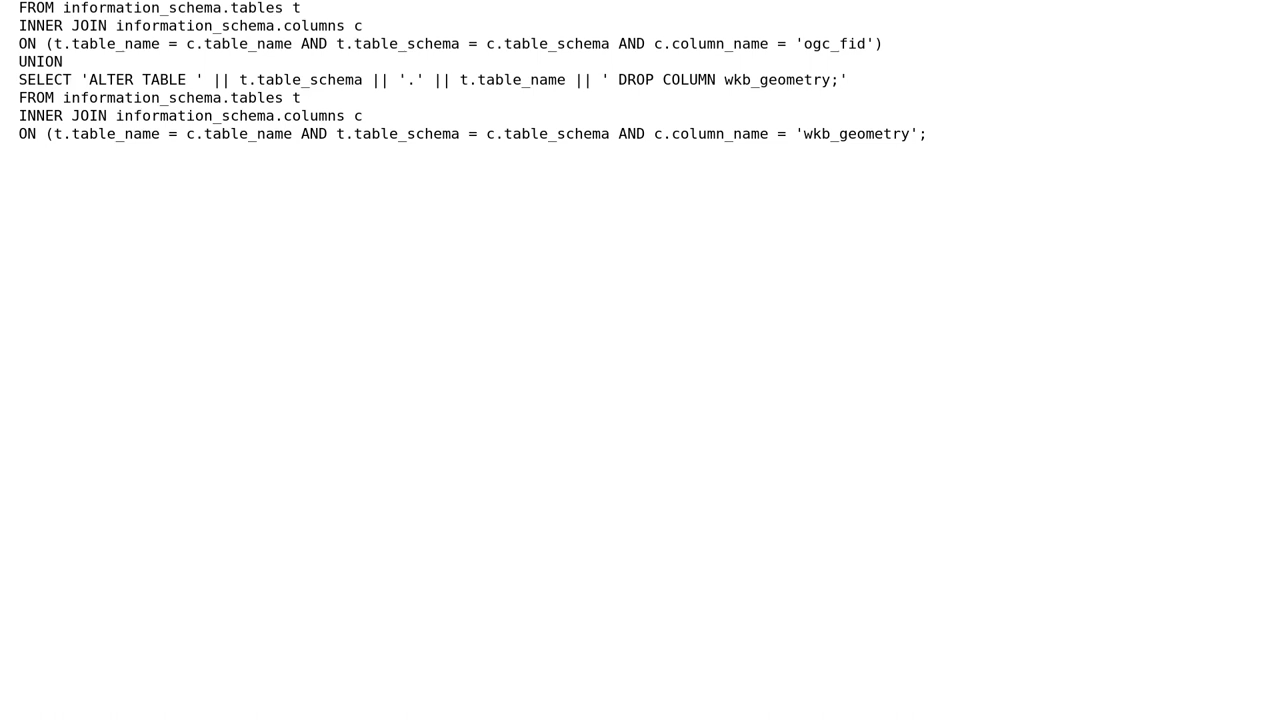 FROM information_schema.tables t
INNER JOIN information_schema.columns c
ON (t.table_name = c.table_name AND t.table_schema = c.table_schema AND c.column_name = 'ogc_fid')
UNION
SELECT 'ALTER TABLE ' || t.table_schema || '.' || t.table_name || ' DROP COLUMN wkb_geometry;'
FROM information_schema.tables t
INNER JOIN information_schema.columns c
ON (t.table_name = c.table_name AND t.table_schema = c.table_schema AND c.column_name = 'wkb_geometry';